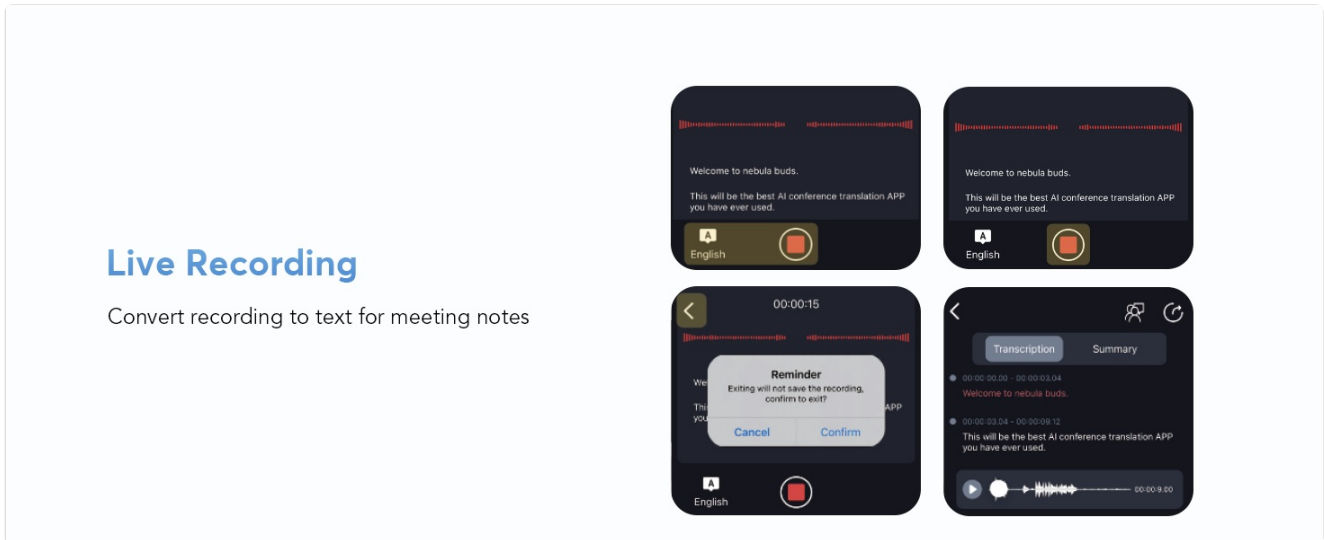 Live Recording
Convert recording to text for meeting notes
Welcome to nebula buds.
This will be the best AI conference translation APP
you have ever used.
A
English
Welcome to nebula buds.
This will be the best AI conference translation APP
you have ever used.
A
English
00:00:15
We
Thi
you
APP
Reminder
Exiting will not save the recording,
confirm to exit?
Cancel
Confirm
A
English
Transcription
Summary
00:00:00.00 - 00:00:03.04
Welcome to nebula buds.
00:00:03.04 - 00:00:09.12
This will be the best AI conference translation APP
you have ever used.
00:00:9.00